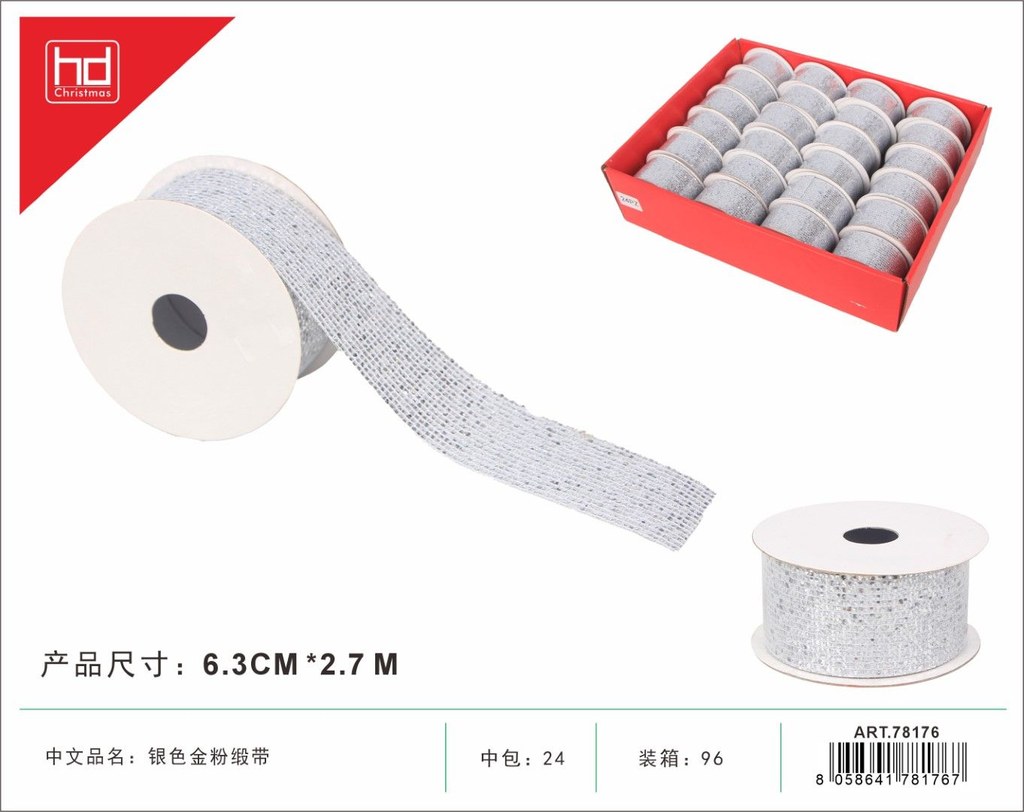 hd
Christmas
24PZ
产品尺寸：6.3CM*2.7 M
中文品名：银色金粉缎带
中包：24
装箱：96
ART.78176
8 058641 781767